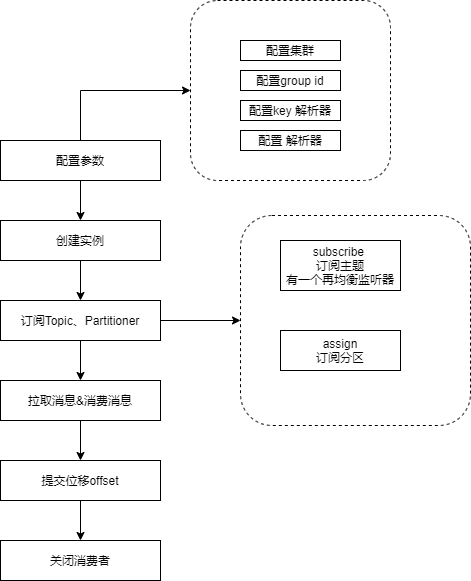 配置集群
配置group id
配置key 解析器
配置 解析器
配置参数
创建实例
订阅Topic、Partitioner
subscribe
订阅主题
有一个再均衡监听器
assign
订阅分区
拉取消息&消费消息
提交位移offset
关闭消费者